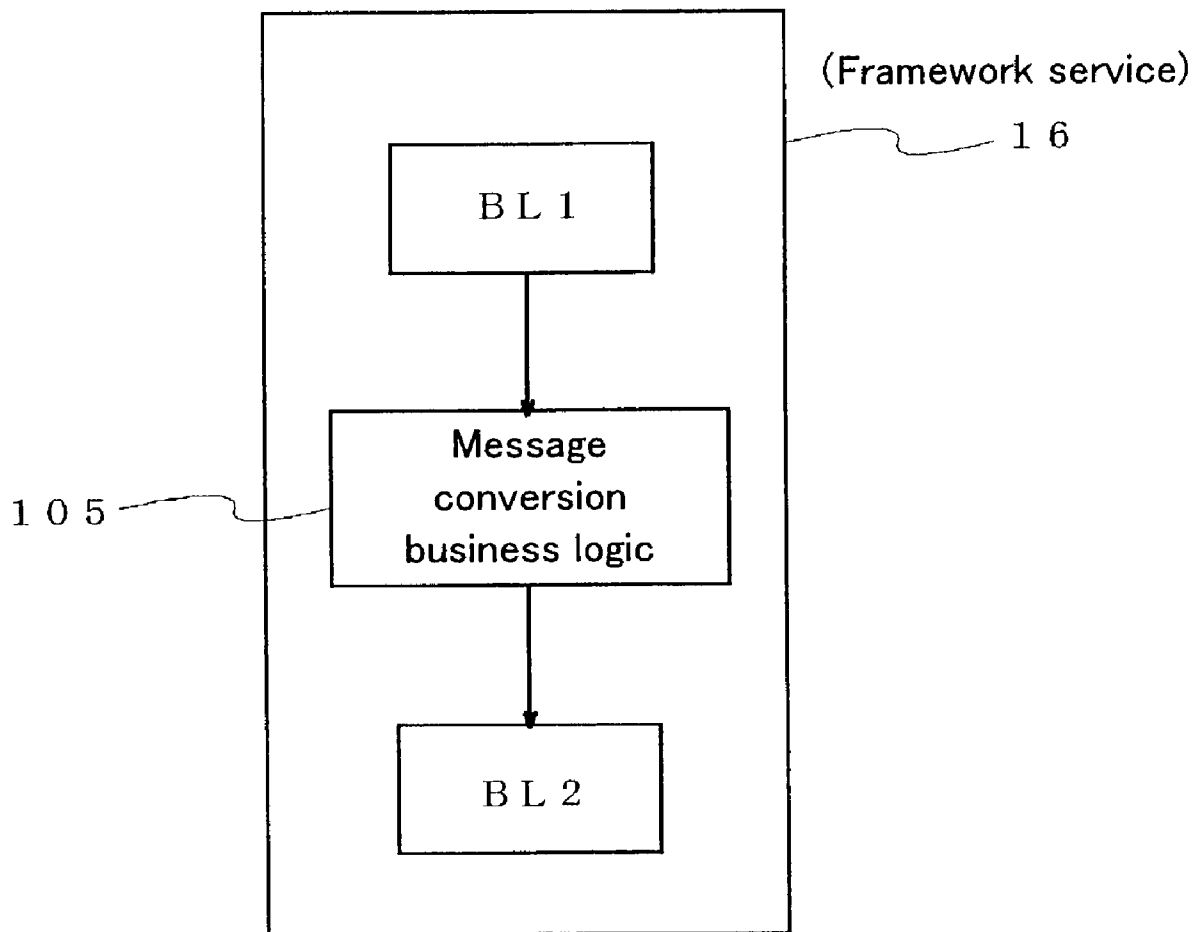 (Framework service)
16
BL1
Message
conversion
business logic
105
BL2